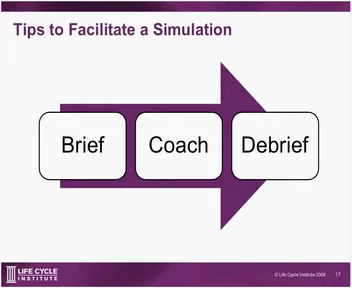 Tips to Facilitate a Simulation
Brief
Coach
Debrief
LIFE CYCLE
INSTITUTE
© Life Cycle Institute 2008
17